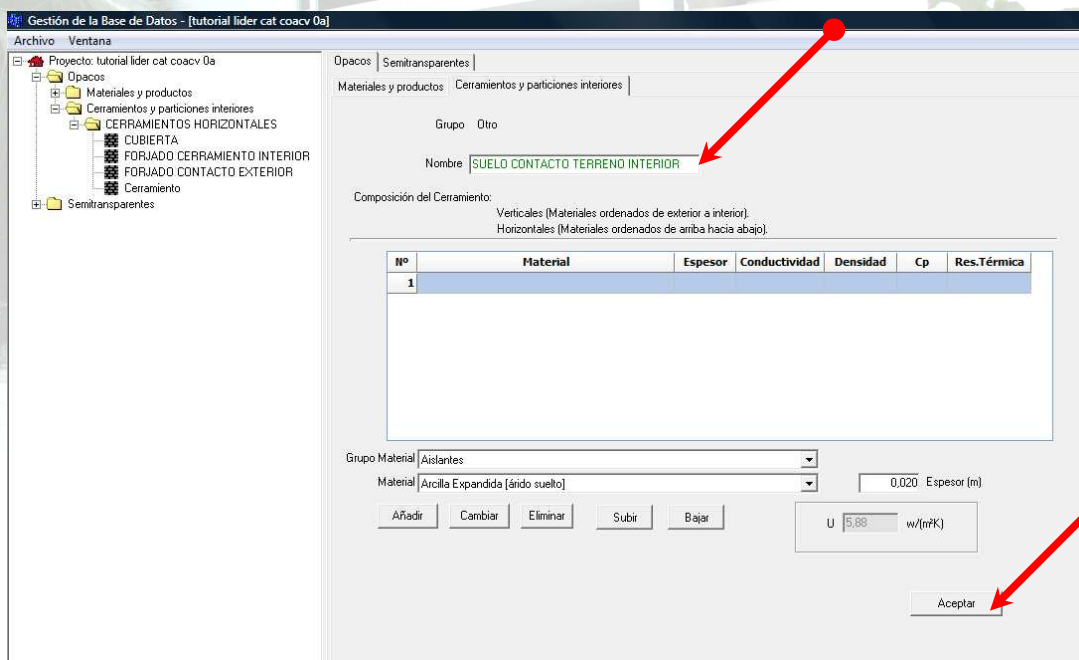 Gestión de la Base de Datos - [tutorial lider cat coacv 0a]
Archivo Ventana
Proyecto: tutorial lider cat coacv 0a
Opacos
Materiales y productos
Cerramientos y particiones interiores
CERRAMIENTOS HORIZONTALES
CUBIERTA
FORJADO CERRAMIENTO INTERIOR
FORJADO CONTACTO EXTERIOR
Cerramiento
Semitransparentes
Opacos Semitransparentes
Materiales y productos Cerramientos y particiones interiores
Grupo Otro
Nombre SUELO CONTACTO TERRENO INTERIOR
Composición del Cerramiento:
Verticales (Materiales ordenados de exterior a interior).
Horizontales (Materiales ordenados de arriba hacia abajo).
Nº Material Espesor Conductividad Densidad Cp Res.Térmica
1
Grupo Material Aislantes
Material Arcilla Expandida [árido suelto] 0,020 Espesor (m)
Añadir Cambiar Eliminar Subir Bajar U 5,88 w/(m²K)
Aceptar